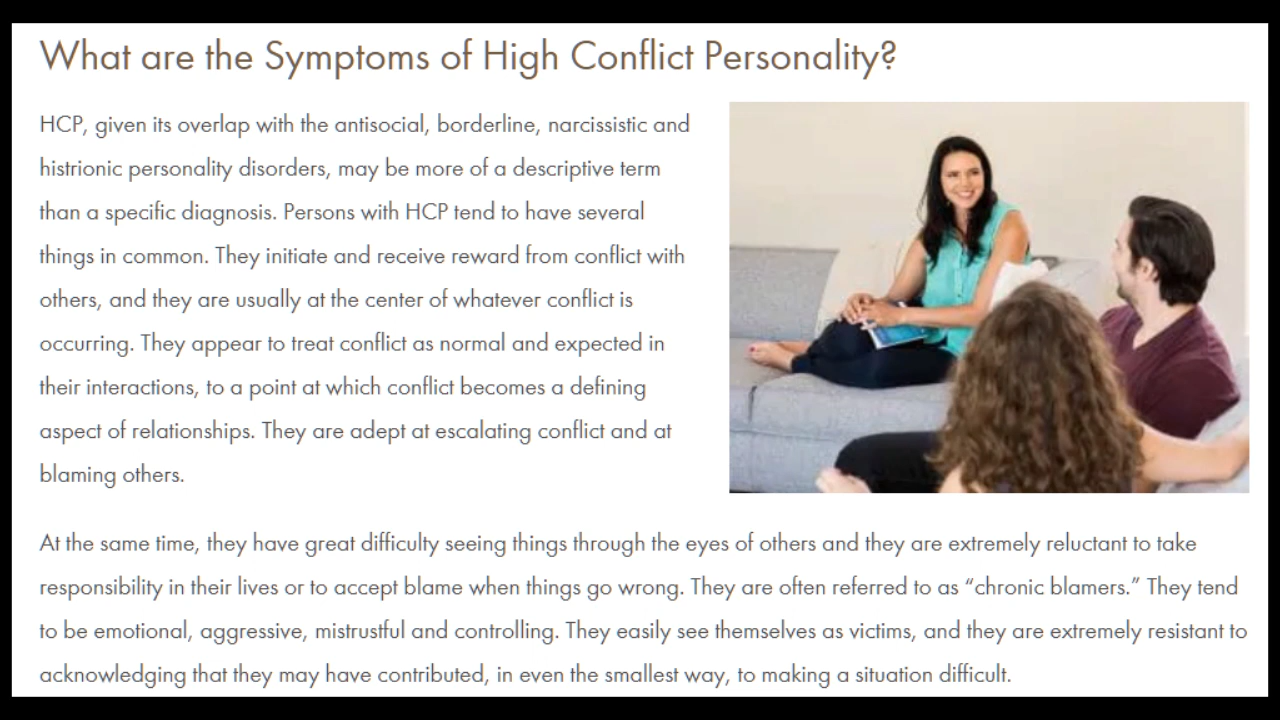 What are the Symptoms of High Conflict Personality?
HCP, given its overlap with the antisocial, borderline, narcissistic and
histrionic personality disorders, may be more of a descriptive term
than a specific diagnosis. Persons with HCP tend to have several
things in common. They initiate and receive reward from conflict with
others, and they are usually at the center of whatever conflict is
occurring. They appear to treat conflict as normal and expected in
their interactions, to a point at which conflict becomes a defining
aspect of relationships. They are adept at escalating conflict and at
blaming others.
At the same time, they have great difficulty seeing things through the eyes of others and they are extremely reluctant to take
responsibility in their lives or to accept blame when things go wrong. They are often referred to as “chronic blamers.” They tend
to be emotional, aggressive, mistrustful and controlling. They easily see themselves as victims, and they are extremely resistant to
acknowledging that they may have contributed, in even the smallest way, to making a situation difficult.